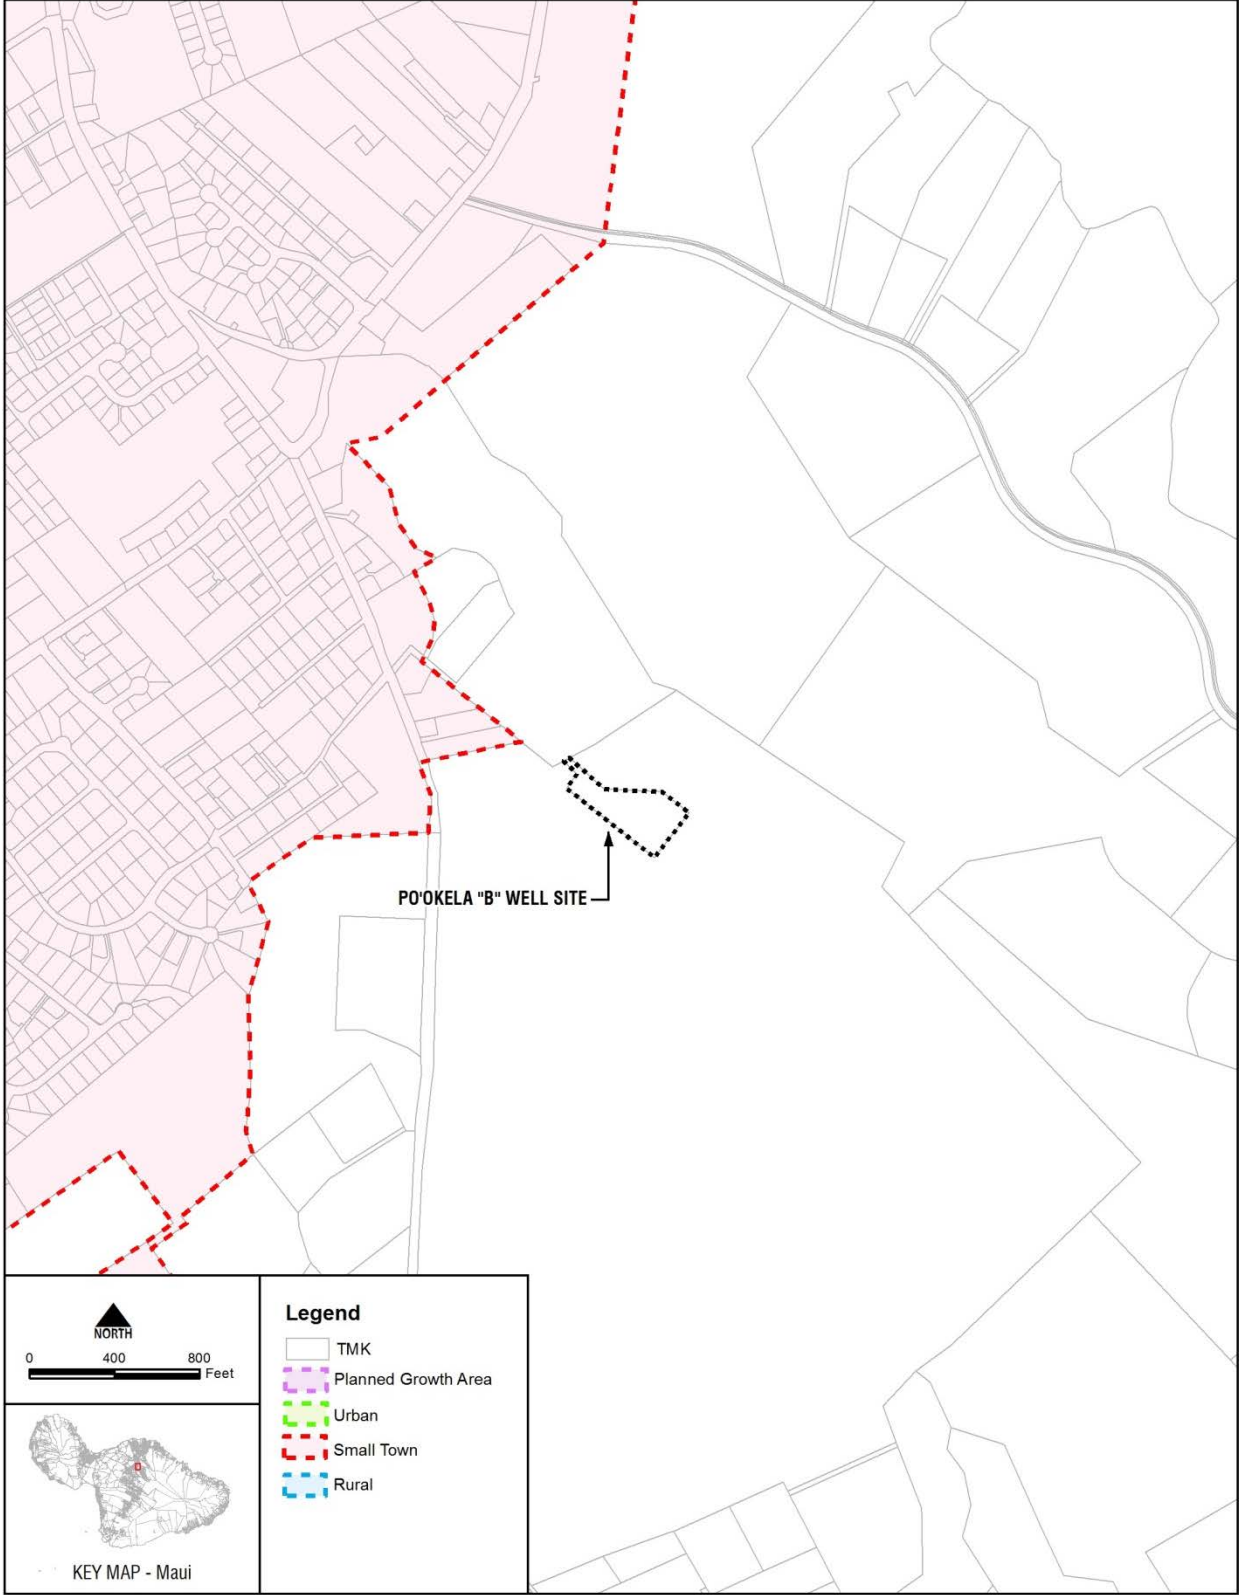 PO'OKELA "B" WELL SITE
NORTH
0 400 800
Feet
KEY MAP - Maui
Legend
TMK
Planned Growth Area
Urban
Small Town
Rural